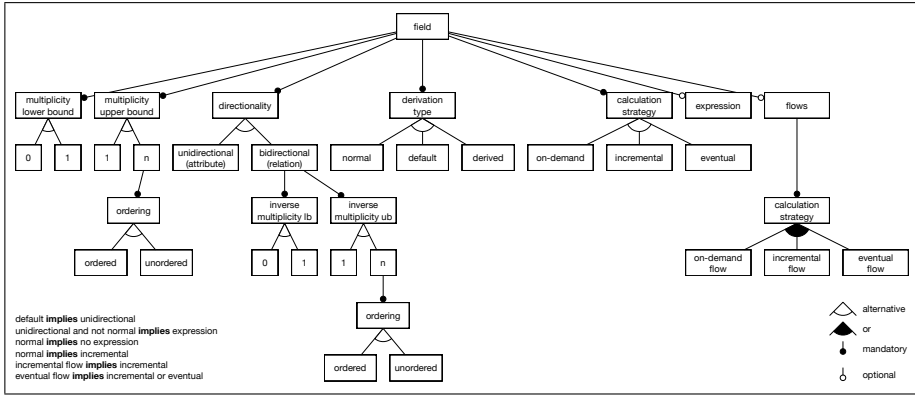 field
multiplicity
lower bound
multiplicity
upper bound
directionality
derivation
type
calculation
strategy
expression
flows
0
1
1
n
unidirectional
(attribute)
bidirectional
(relation)
normal
default
derived
on-demand
incremental
eventual
ordering
inverse
multiplicity lb
inverse
multiplicity ub
calculation
strategy
ordered
unordered
0
1
1
n
on-demand
flow
incremental
flow
eventual
flow
ordering
ordered
unordered
default implies unidirectional
unidirectional and not normal implies expression
normal implies no expression
normal implies incremental
incremental flow implies incremental
eventual flow implies incremental or eventual
alternative
or
mandatory
optional